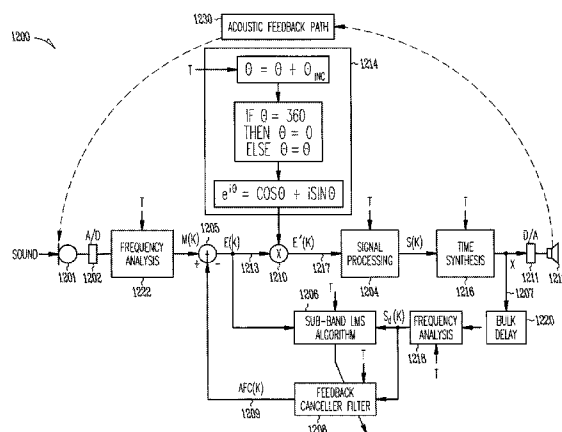 1230
ACOUSTIC FEEDBACK PATH
1200
1214
T
θ = θ + θINC
IF θ = 360
THEN θ = 0
ELSE θ = θ
e^iθ = COSθ + iSINθ
SOUND
1201
A/D
1202
T
FREQUENCY
ANALYSIS
1222
M(K)
+
1205
-
E(K)
1213
X
1210
E'(K)
1217
T
SIGNAL
PROCESSING
1204
S(K)
T
TIME
SYNTHESIS
1216
X
1207
D/A
1211
121
1206
T
SUB-BAND LMS
ALGORITHM
Sd(K)
FREQUENCY
ANALYSIS
1218
T
BULK
DELAY
1220
AFC(K)
1209
T
FEEDBACK
CANCELLER FILTER
1208